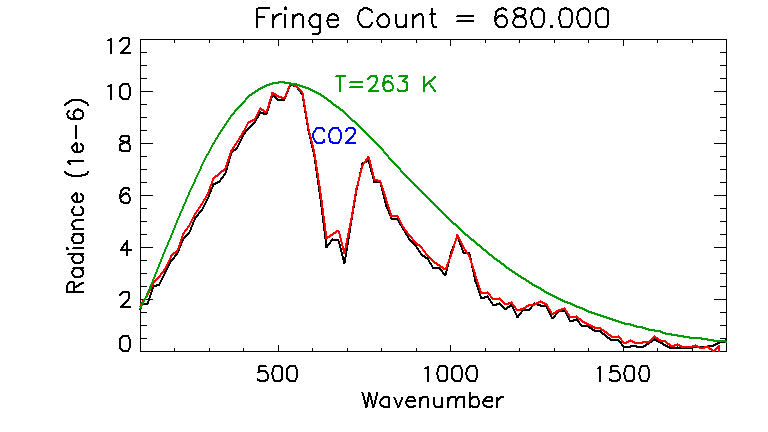 Fringe Count = 680.000
12
10
8
6
4
2
0
Radiance (1e-6)
T=263 K
CO2
500 1000 1500
Wavenumber